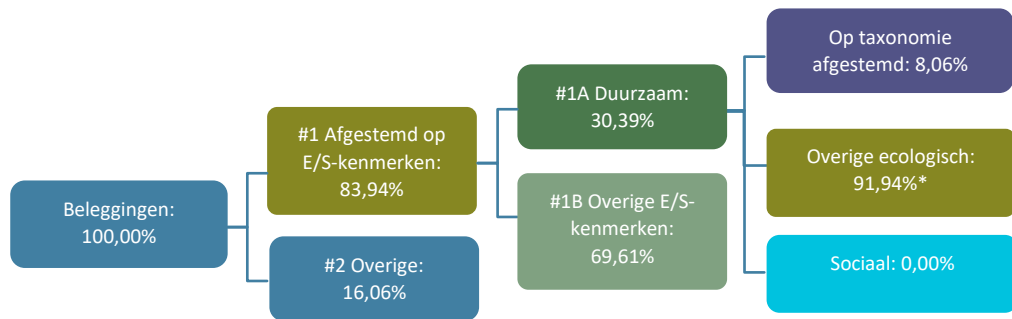 Beleggingen:
100,00%
#1 Afgestemd op
E/S-kenmerken:
83,94%
#2 Overige:
16,06%
#1A Duurzaam:
30,39%
#1B Overige E/S-
kenmerken:
69,61%
Op taxonomie
afgestemd: 8,06%
Overige ecologisch:
91,94%*
Sociaal: 0,00%